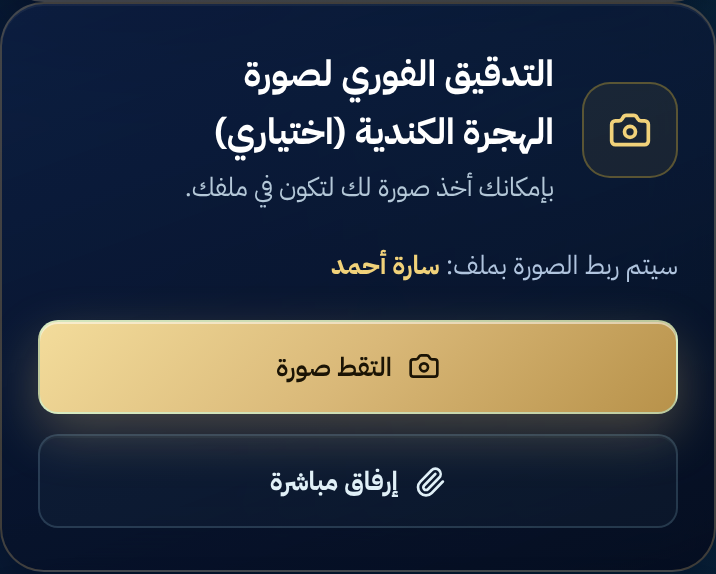 التدقيق الفوري لصورة
الهجرة الكندية (اختياري)
بإمكانك أخذ صورة لك لتكون في ملفك.
سيتم ربط الصورة بملف: سارة أحمد
التقط صورة
إرفاق مباشرة